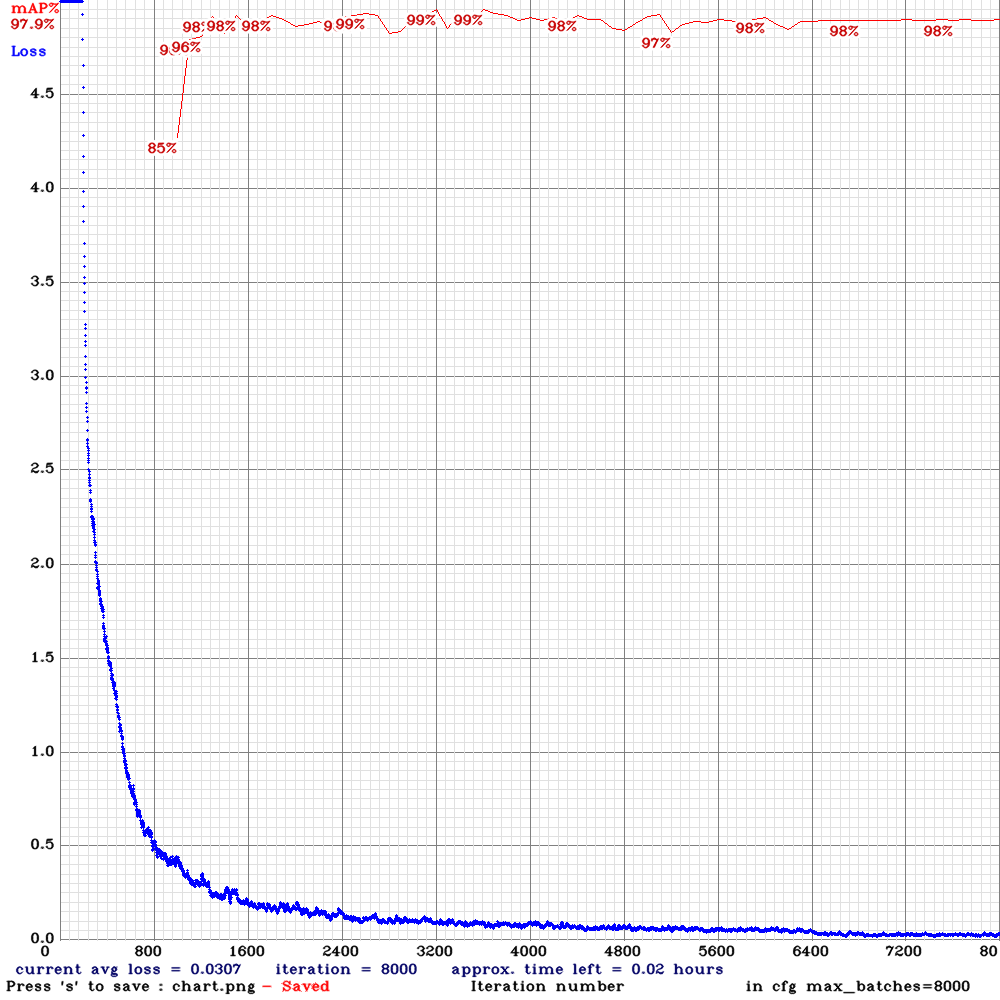 mAP%
97.9%
Loss
98% 98% 98% 99% 99% 99% 98% 98% 98% 98%
96% 97%
85%
4.5
4.0
3.5
3.0
2.5
2.0
1.5
1.0
0.5
0.0
0 800 1600 2400 3200 4000 4800 5600 6400 7200 80
current avg loss = 0.0307 iteration = 8000 approx. time left = 0.02 hours
Press 's' to save : chart.png - Saved Iteration number in cfg max_batches=8000